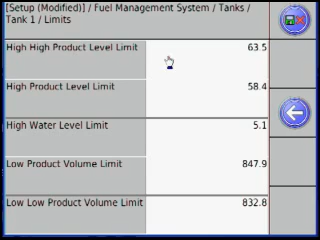 [Setup (Modified)] / Fuel Management System / Tanks /
Tank 1 / Limits
High High Product Level Limit 63.5
High Product Level Limit 58.4
High Water Level Limit 5.1
Low Product Volume Limit 847.9
Low Low Product Volume Limit 832.8